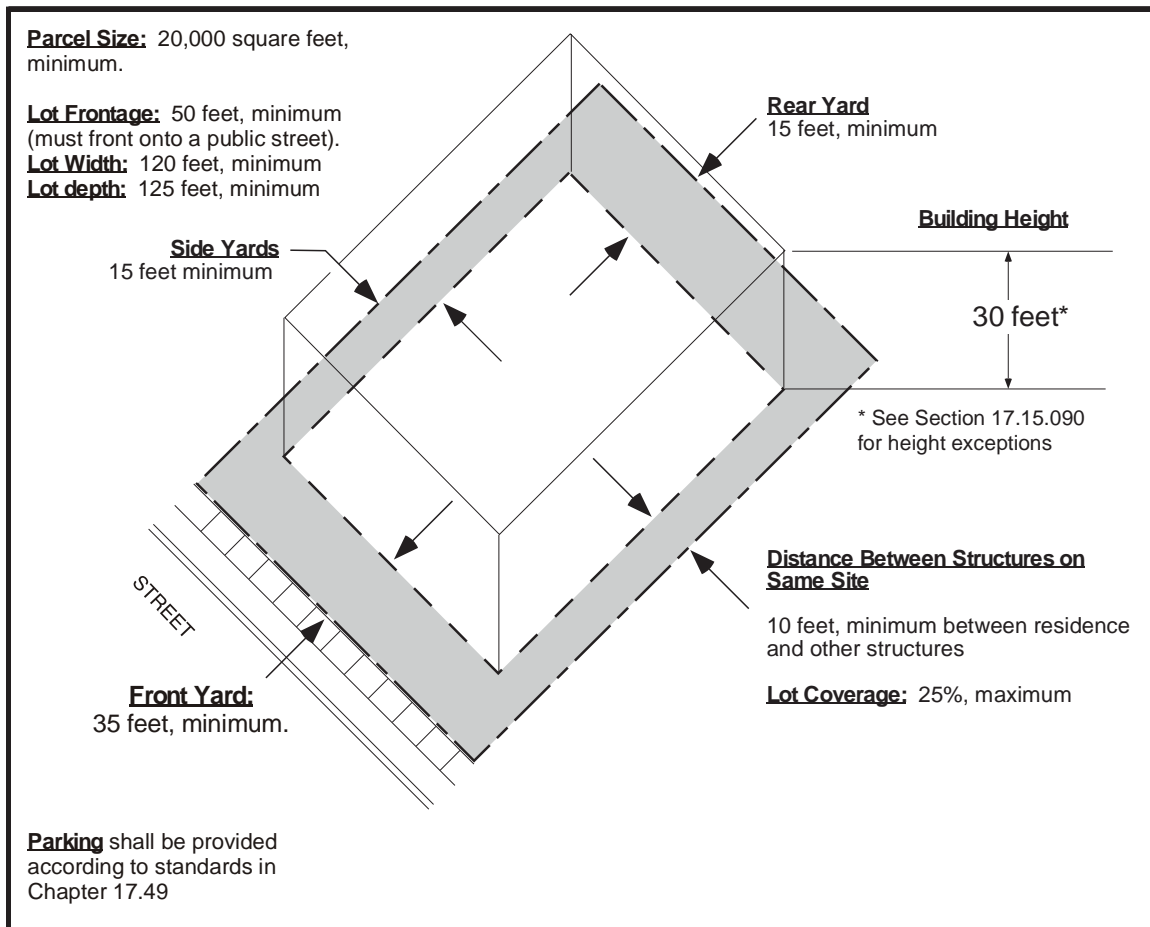 Parcel Size: 20,000 square feet,
minimum.
Lot Frontage: 50 feet, minimum
(must front onto a public street).
Lot Width: 120 feet, minimum
Lot depth: 125 feet, minimum
Side Yards
15 feet minimum
Rear Yard
15 feet, minimum
Building Height
30 feet*
* See Section 17.15.090
for height exceptions
Distance Between Structures on
Same Site
10 feet, minimum between residence
and other structures
Lot Coverage: 25%, maximum
STREET
Front Yard:
35 feet, minimum.
Parking shall be provided
according to standards in
Chapter 17.49